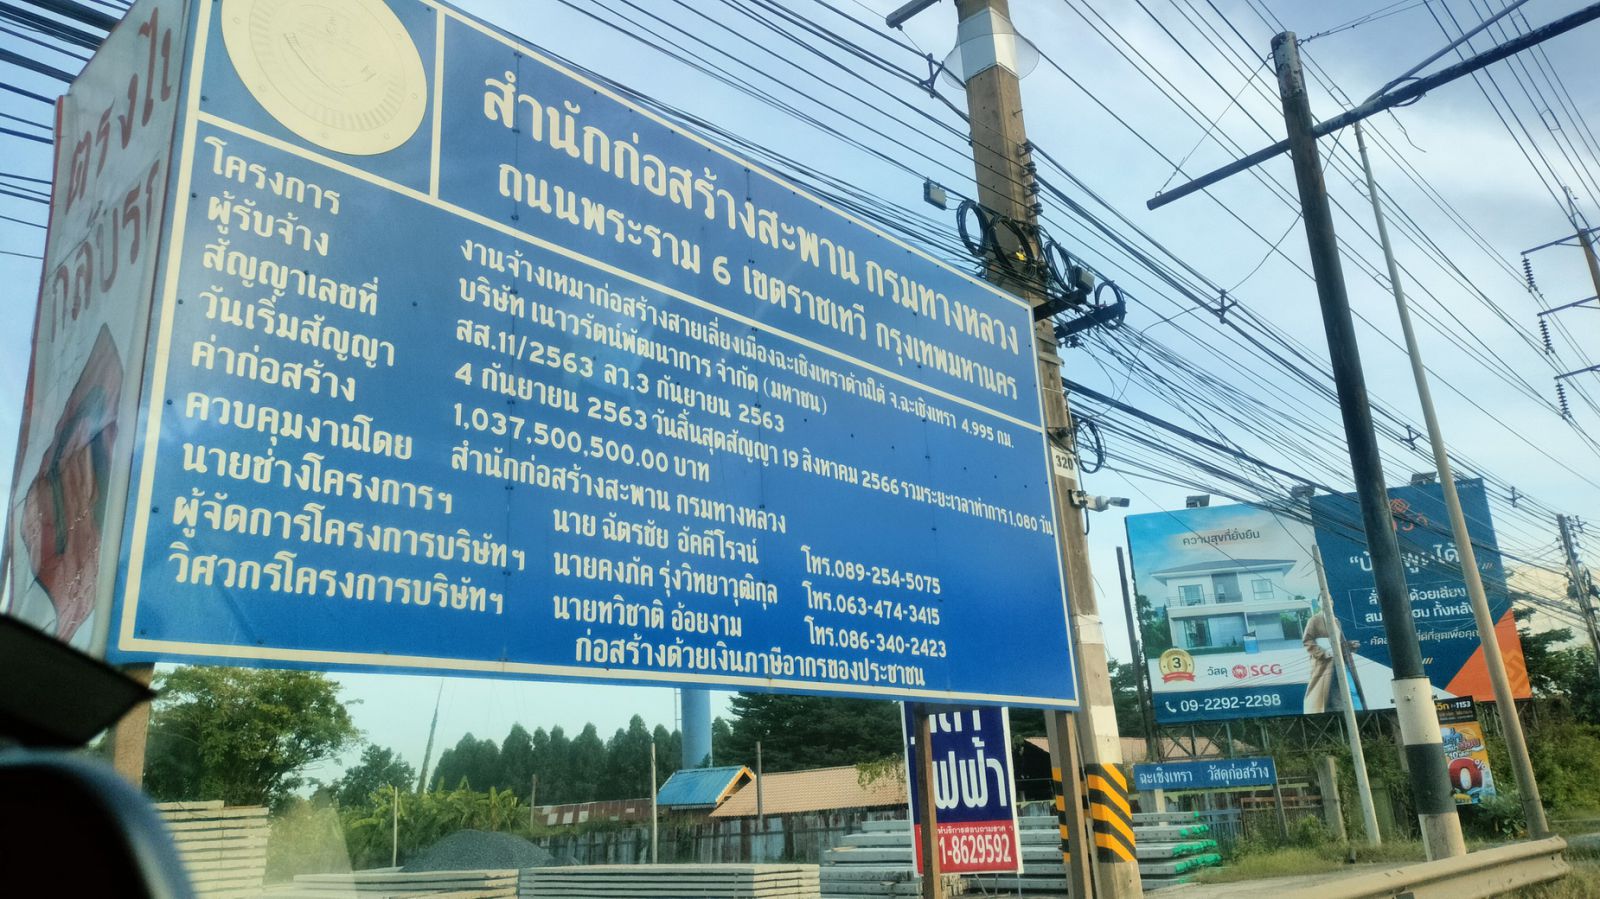 สำนักก่อสร้างสะพาน กรมทางหลวง
ถนนพระราม 6 เขตราชเทวี กรุงเทพมหานคร
โครงการ งานจ้างเหมาก่อสร้างสายเลี่ยงเมืองฉะเชิงเทราด้านใต้ จ.ฉะเชิงเทรา 4.995 กม.
ผู้รับจ้าง บริษัท เนาวรัตน์พัฒนาการ จำกัด (มหาชน)
สัญญาเลขที่ สส.11/2563 ลว.3 กันยายน 2563
วันเริ่มสัญญา 4 กันยายน 2563 วันสิ้นสุดสัญญา 19 สิงหาคม 2566 รวมระยะเวลาทำการ 1,080 วัน
ค่าก่อสร้าง 1,037,500,500.00 บาท
ควบคุมงานโดย สำนักก่อสร้างสะพาน กรมทางหลวง
นายช่างโครงการฯ นาย ฉัตรชัย อัคคีโรจน์ โทร.089-254-5075
ผู้จัดการโครงการบริษัทฯ นายคงภัค รุ่งวิทยาวุฒิกุล โทร.063-474-3415
วิศวกรโครงการบริษัทฯ นายทวิชาติ อ้อยงาม โทร.086-340-2423
ก่อสร้างด้วยเงินภาษีอากรของประชาชน
ตรงไป
กลับรถ
320
ความสุขที่ยั่งยืน
3
วัสดุ SCG
09-2292-2298
ฉะเชิงเทรา วัสดุก่อสร้าง
1-8629592